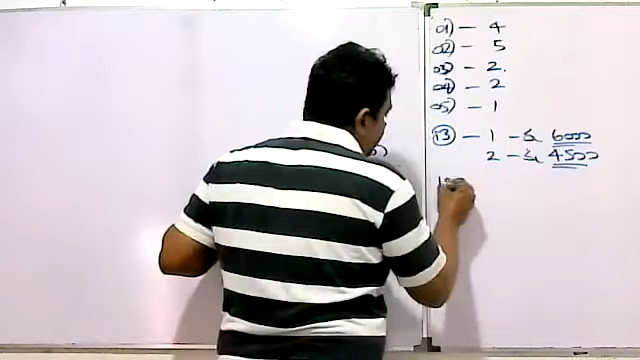 01) - 4
02) - 5
03) - 2.
04) - 2
05) - 1
13 - 1 - රු 6000
2 - රු 4500